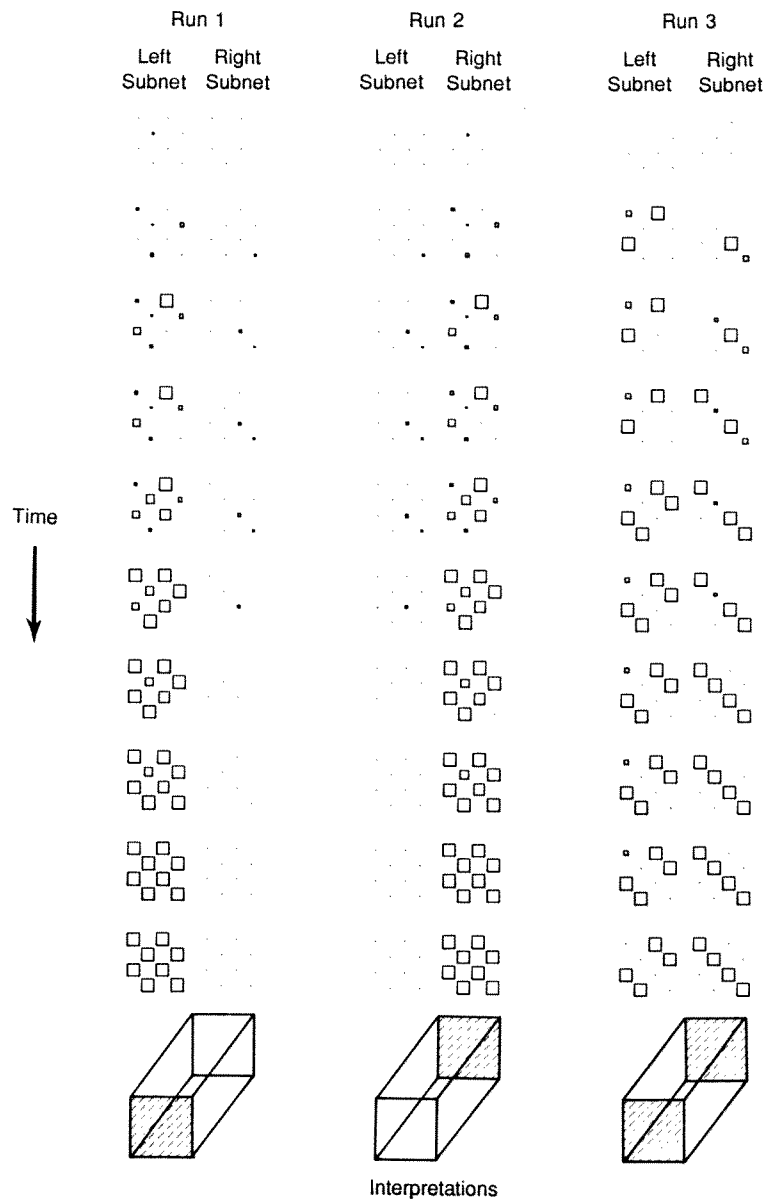 Run 1
Run 2
Run 3
Left Subnet
Right Subnet
Left Subnet
Right Subnet
Left Subnet
Right Subnet
Time
Interpretations